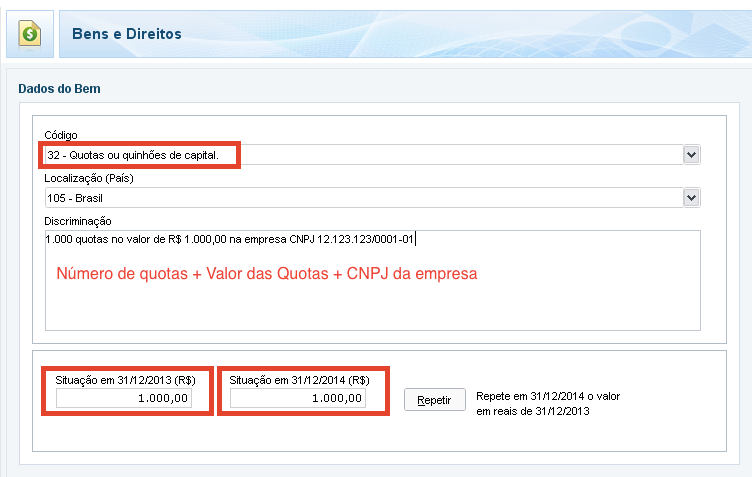 Bens e Direitos
Dados do Bem
Código
32 - Quotas ou quinhões de capital.
Localização (País)
105 - Brasil
Discriminação
1.000 quotas no valor de R$ 1.000,00 na empresa CNPJ 12.123.123/0001-01
Número de quotas + Valor das Quotas + CNPJ da empresa
Situação em 31/12/2013 (R$)
1.000,00
Situação em 31/12/2014 (R$)
1.000,00
Repetir
Repete em 31/12/2014 o valor
em reais de 31/12/2013